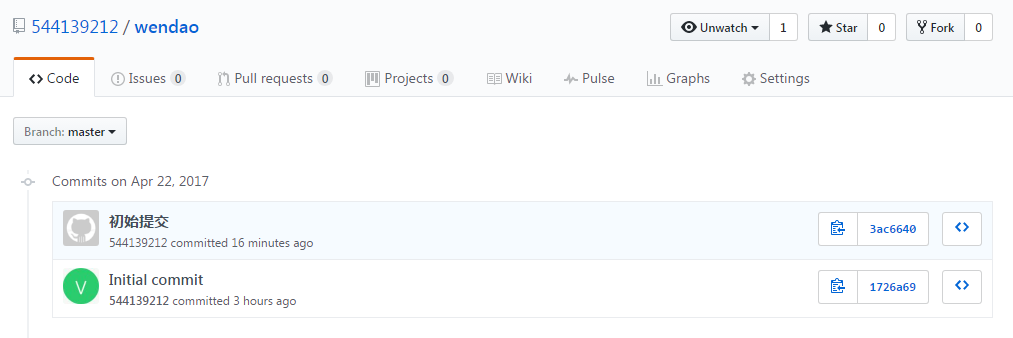 544139212 / wendao
Unwatch 1 Star 0 Fork 0
Code Issues 0 Pull requests 0 Projects 0 Wiki Pulse Graphs Settings
Branch: master
Commits on Apr 22, 2017
初始提交
544139212 committed 16 minutes ago
3ac6640
V
Initial commit
544139212 committed 3 hours ago
1726a69